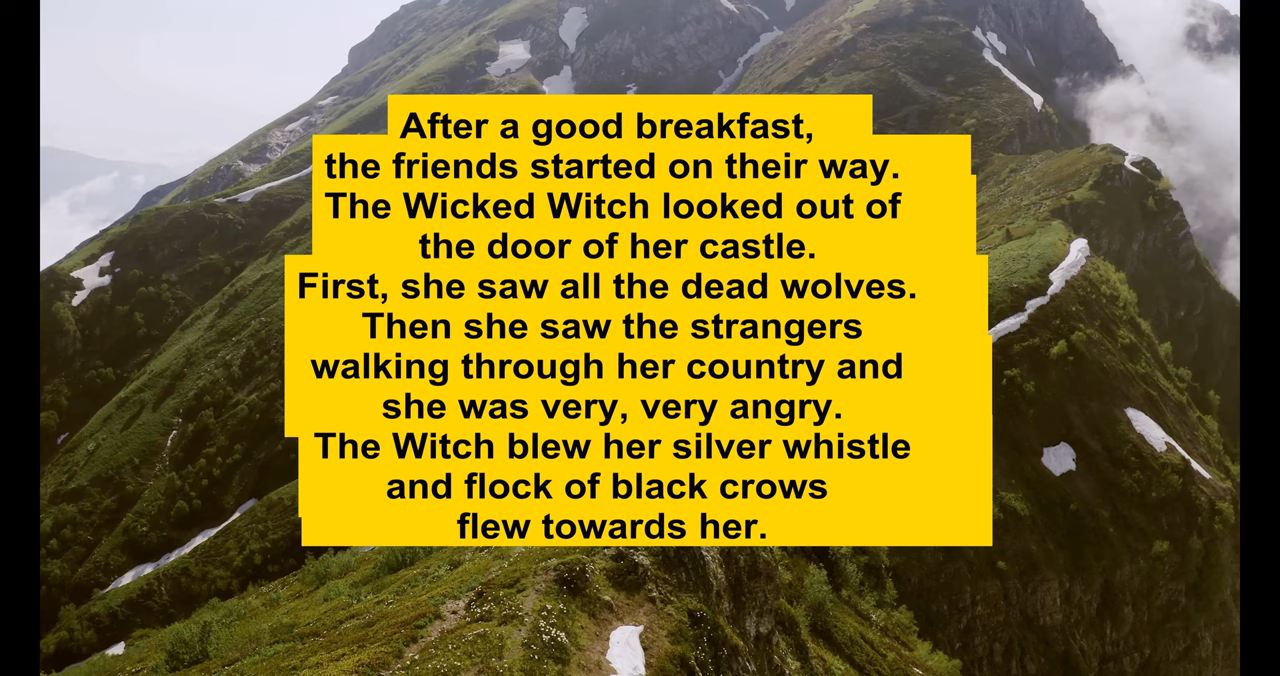 After a good breakfast,
the friends started on their way.
The Wicked Witch looked out of
the door of her castle.
First, she saw all the dead wolves.
Then she saw the strangers
walking through her country and
she was very, very angry.
The Witch blew her silver whistle
and flock of black crows
flew towards her.